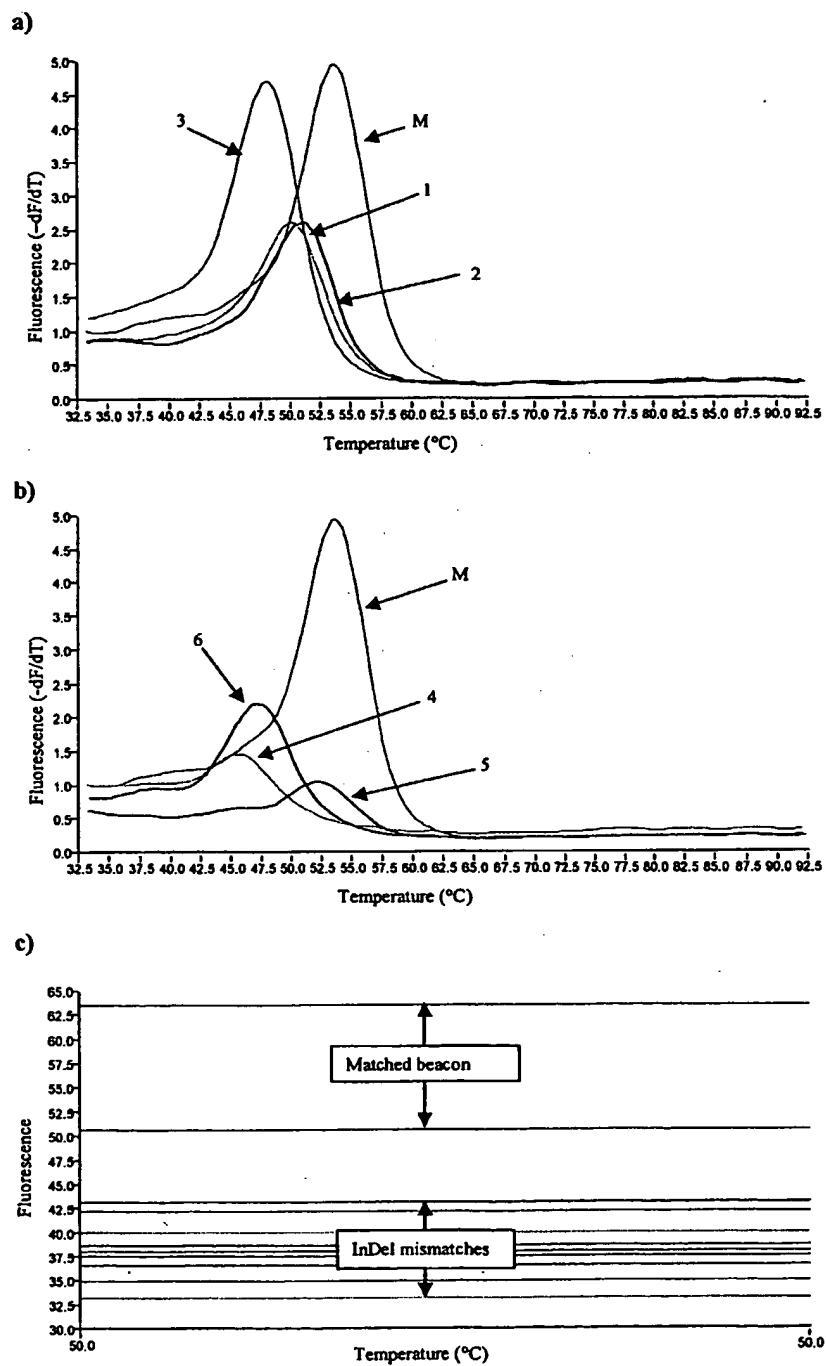 a)
5.0
4.5
4.0
3.5
3.0
2.5
2.0
1.5
1.0
0.5
0.0
Fluorescence (–dF/dT)
3
M
1
2
32.5 35.0 37.5 40.0 42.5 45.0 47.5 50.0 52.5 55.0 57.5 60.0 62.5 65.0 67.5 70.0 72.5 75.0 77.5 80.0 82.5 85.0 87.5 90.0 92.5
Temperature (°C)
b)
5.0
4.5
4.0
3.5
3.0
2.5
2.0
1.5
1.0
0.5
0.0
Fluorescence (-dF/dT)
M
6
4
5
32.5 35.0 37.5 40.0 42.5 45.0 47.5 50.0 52.5 55.0 57.5 60.0 62.5 65.0 67.5 70.0 72.5 75.0 77.5 80.0 82.5 85.0 87.5 90.0 92.5
Temperature (°C)
c)
65.0
62.5
60.0
57.5
55.0
52.5
50.0
47.5
45.0
42.5
40.0
37.5
35.0
32.5
30.0
Fluorescence
Matched beacon
InDel mismatches
50.0 50.0
Temperature (°C)